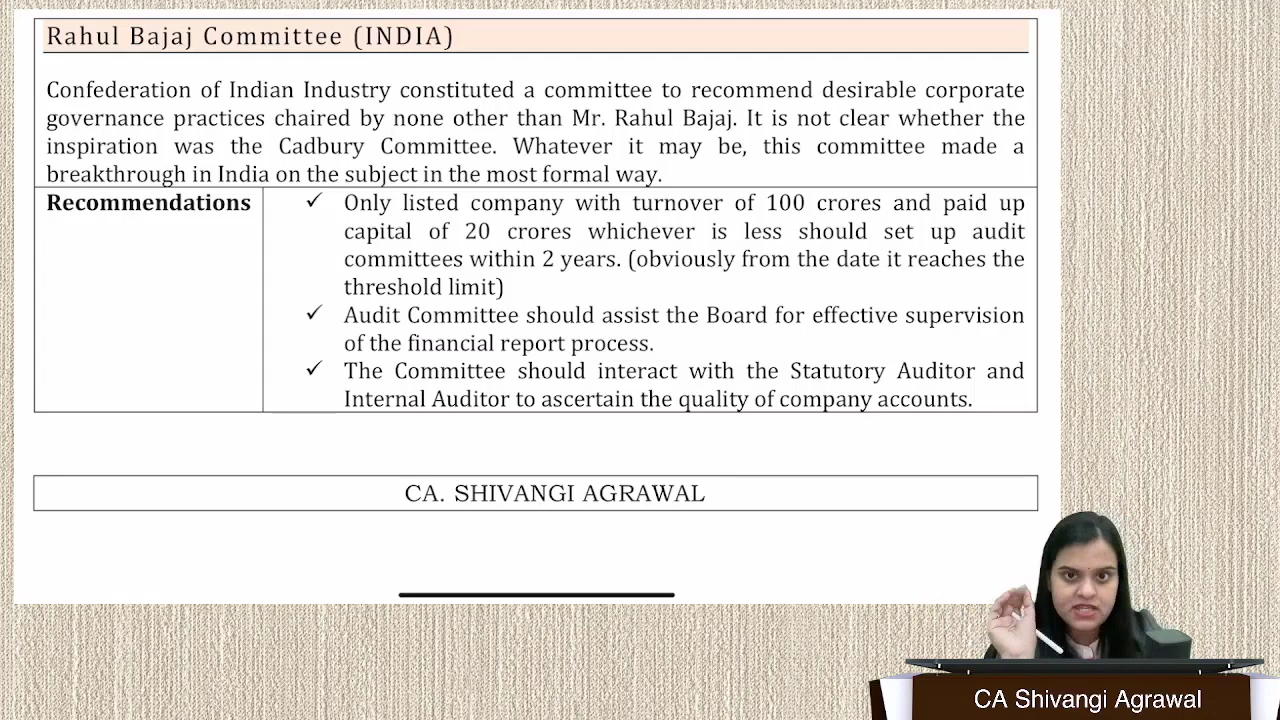 Rahul Bajaj Committee (INDIA)
Confederation of Indian Industry constituted a committee to recommend desirable corporate
governance practices chaired by none other than Mr. Rahul Bajaj. It is not clear whether the
inspiration was the Cadbury Committee. Whatever it may be, this committee made a
breakthrough in India on the subject in the most formal way.
Recommendations
✓ Only listed company with turnover of 100 crores and paid up
capital of 20 crores whichever is less should set up audit
committees within 2 years. (obviously from the date it reaches the
threshold limit)
✓ Audit Committee should assist the Board for effective supervision
of the financial report process.
✓ The Committee should interact with the Statutory Auditor and
Internal Auditor to ascertain the quality of company accounts.
CA. SHIVANGI AGRAWAL
CA Shivangi Agrawal